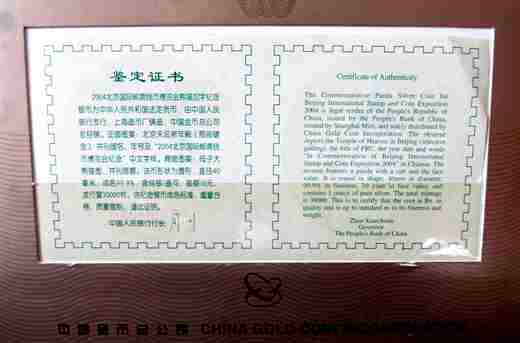 鉴定证书
2004北京国际邮票钱币博览会熊猫加字纪念
银币为中华人民共和国法定货币，由中国人民
银行发行，上海造币厂铸造，中国金币总公司
总经销。正面图案：北京天坛祈年殿
并刊国名、年号及“2004北京国际邮票钱
币博览会纪念”中文字样。背面图案：母子大
熊猫图，并刊面额。该币形状为圆形，直径40
毫米，成色99.9%，含纯银1盎司，面额10元，
发行量30000枚。该纪念银币成色标准、重量合
格、质量精良，谨此证明。
中国人民银行行长
Certificate of Authenticity
This Commemorative Panda Silver Coin for
Beijing International Stamp and Coin Exposition
2004 is legal tender of the People's Republic of
China, issued by the People's Bank of China,
minted by Shanghai Mint, and solely distributed by
China Gold Coin Incorporation. The obverse
depicts the Temple of Heaven in Beijing (selective
gilding), the title of PRC, the year date and words
"In Commemoration of Beijing International
Stamp and Coin Exposition 2004" in Chinese. The
reverse features a panda with a cub and the face
value. It is round in shape, 40mm in diameter,
99.9% in fineness, 10 yuan in face value and
contains 1 ounce of pure silver. The total mintage
is 30000. This is to certify that the coin is fine in
quality and is up to standard as to its fineness and
weight.
Zhou Xiaochuan
Governor
The People's Bank of China
中国金币总公司 CHINA GOLD COIN INCORPORATION